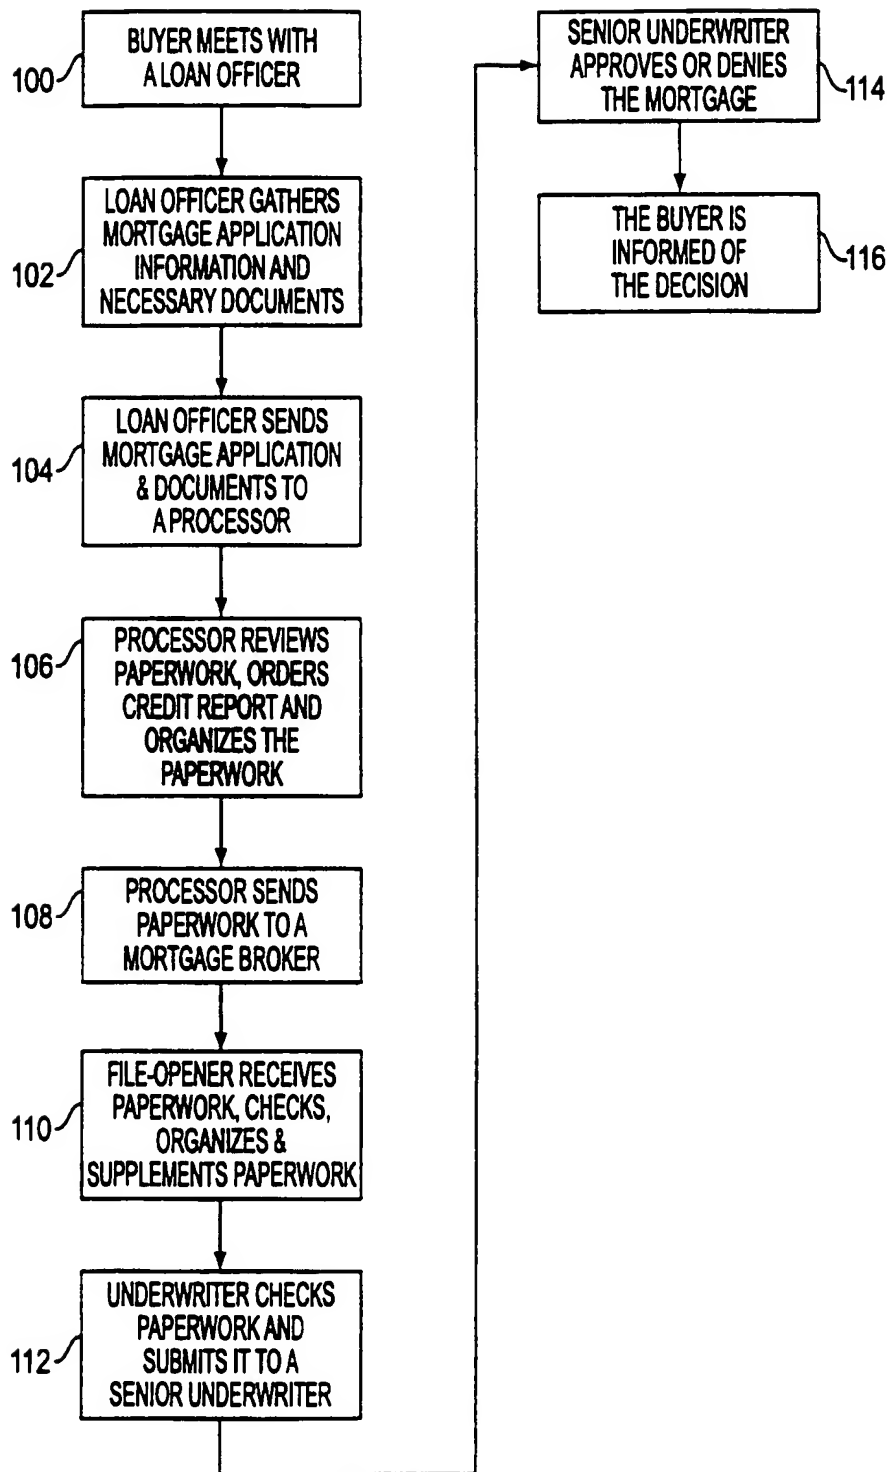 100
BUYER MEETS WITH
A LOAN OFFICER
102
LOAN OFFICER GATHERS
MORTGAGE APPLICATION
INFORMATION AND
NECESSARY DOCUMENTS
104
LOAN OFFICER SENDS
MORTGAGE APPLICATION
& DOCUMENTS TO
A PROCESSOR
106
PROCESSOR REVIEWS
PAPERWORK, ORDERS
CREDIT REPORT AND
ORGANIZES THE
PAPERWORK
108
PROCESSOR SENDS
PAPERWORK TO A
MORTGAGE BROKER
110
FILE-OPENER RECEIVES
PAPERWORK, CHECKS,
ORGANIZES &
SUPPLEMENTS PAPERWORK
112
UNDERWRITER CHECKS
PAPERWORK AND
SUBMITS IT TO A
SENIOR UNDERWRITER
SENIOR UNDERWRITER
APPROVES OR DENIES
THE MORTGAGE
114
THE BUYER IS
INFORMED OF
THE DECISION
116